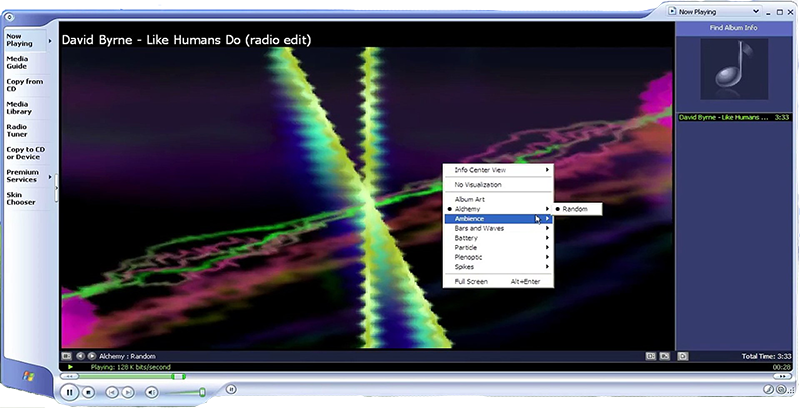 Now Playing
Now
Playing
Media
Guide
Copy from
CD
Media
Library
Radio
Tuner
Copy to CD
or Device
Premium
Services
Skin
Chooser
David Byrne - Like Humans Do (radio edit)
Info Center View
No Visualization
Album Art
Alchemy
Random
Ambience
Bars and Waves
Battery
Particle
Plenoptic
Spikes
Full Screen Alt+Enter
Find Album Info
David Byrne - Like Humans ... 3:33
Alchemy : Random
Total Time: 3:33
Playing: 128 K bits/second
00:28